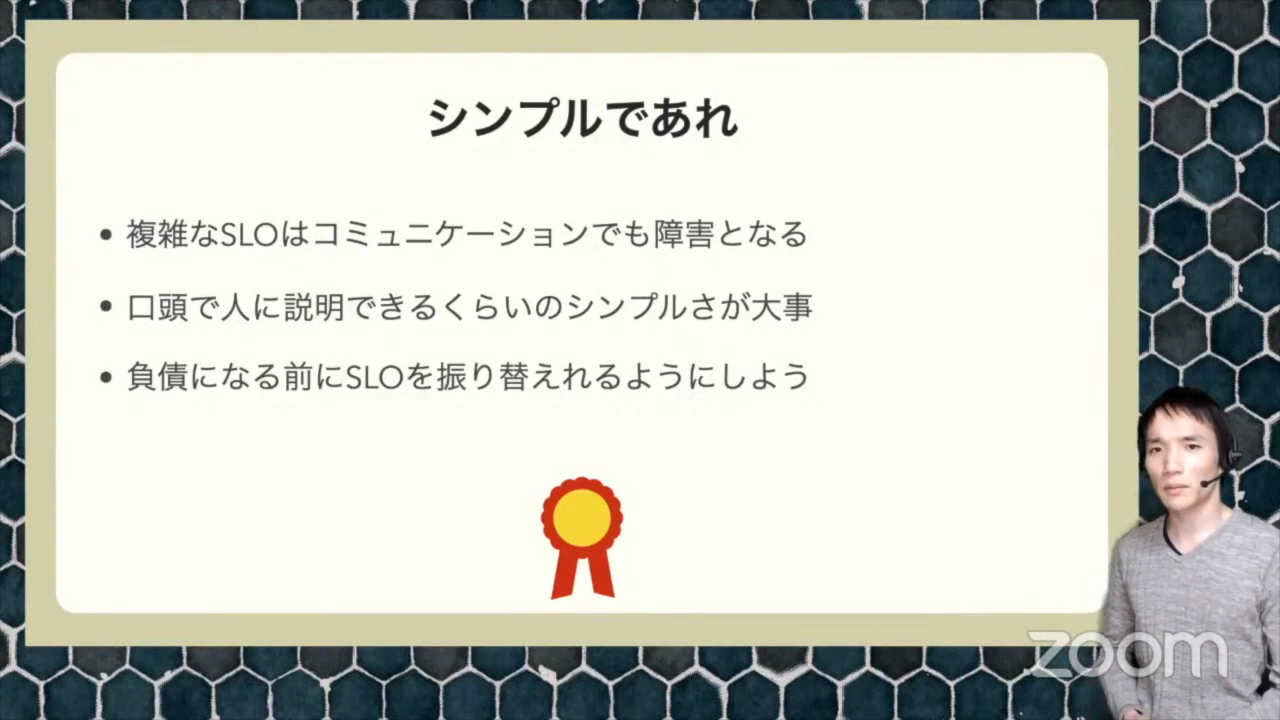 シンプルであれ
• 複雑なSLOはコミュニケーションでも障害となる
• 口頭で人に説明できるくらいのシンプルさが大事
• 負債になる前にSLOを振り替えれるようにしよう
zoom